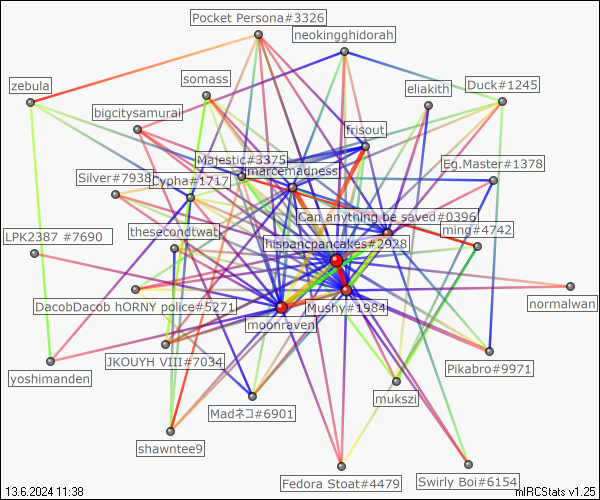 Pocket Persona#3326
neokingghidorah
zebula
somass
eliakith
Duck#1245
bigcitysamurai
frisout
Majestic#3375
marcemadness
Eg.Master#1378
Silver#7938
Cypha#1717
Can anything be saved#0396
thesecondtwat
ming#4742
LPK2387 #7690
hispancpancakes#2928
DacobDacob hORNY police#5271
Mushy#1984
normalwan
moonraven
JKOUYH VIII#7034
Pikabro#9971
yoshimanden
mukszi
Madネコ#6901
shawntee9
Fedora Stoat#4479
Swirly Boi#6154
13.6.2024 11:38
mIRCStats v1.25